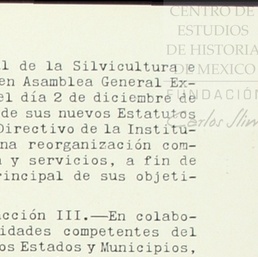 CENTRO DE
ESTUDIOS
DE HISTORIA
DE MEXICO
FUNDACIÓN
Carlos Slim
l de la Silvicultura e
en Asamblea General Ex-
el día 2 de diciembre de
de sus nuevos Estatutos
Directivo de la Institu-
na reorganización com-
a y servicios, a fin de
rincipal de sus objeti-
acción III.—En colabo-
idades competentes del
os Estados y Municipios,